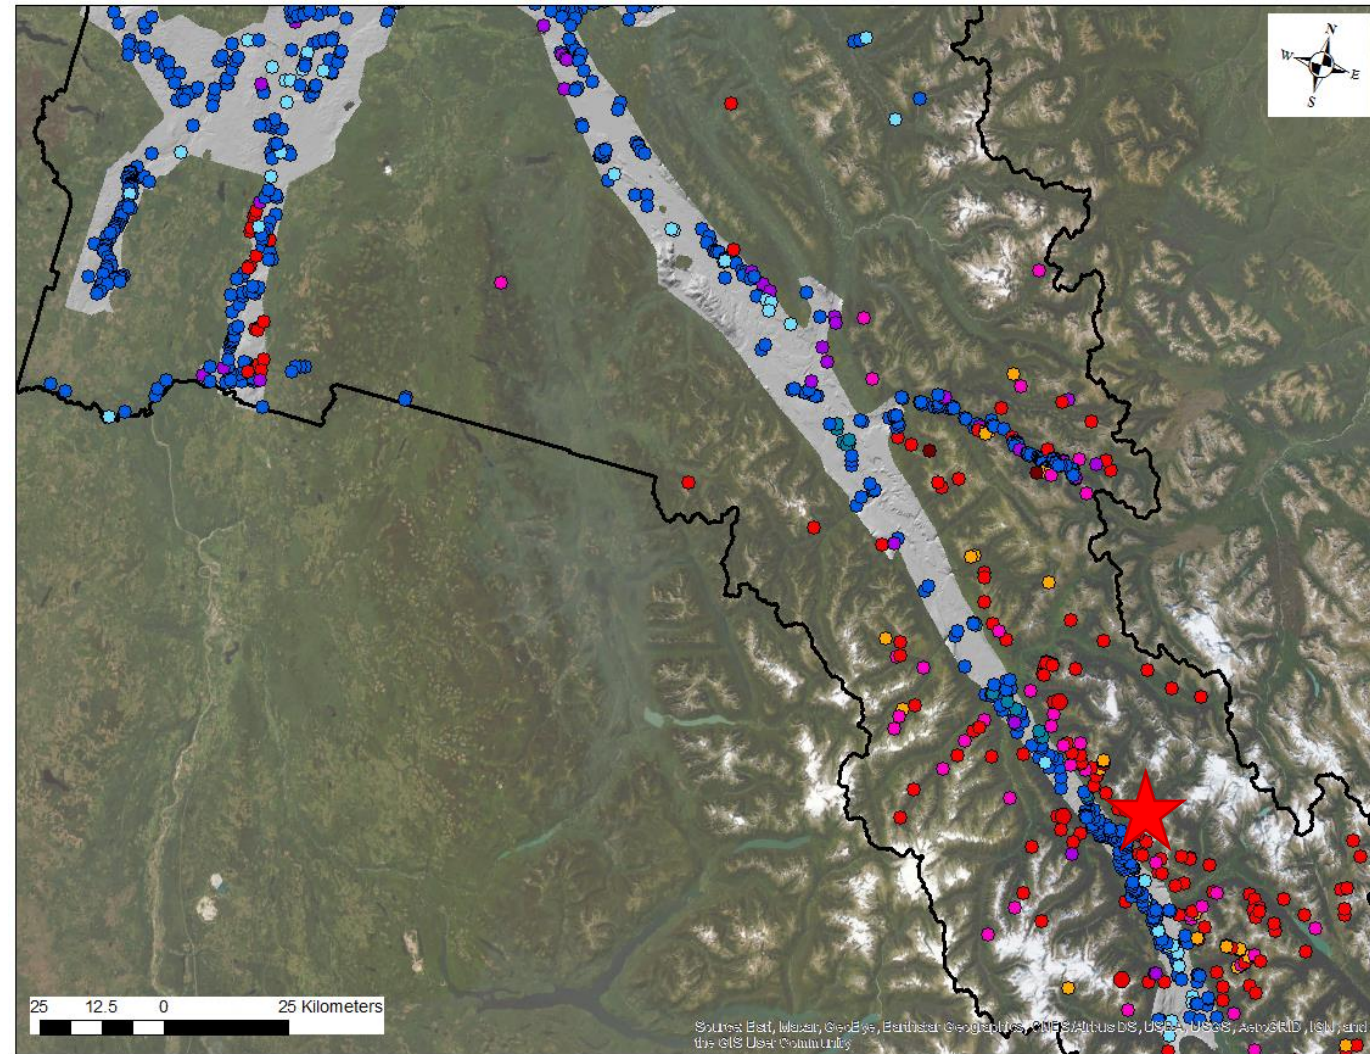 N
W
E
S
25 12.5 0 25 Kilometers
Source: Esri, Maxar, GeoEye, Earthstar Geographics, CNES/Airbus DS, USDA, USGS, AeroGRID, IGN, and
the GIS User Community